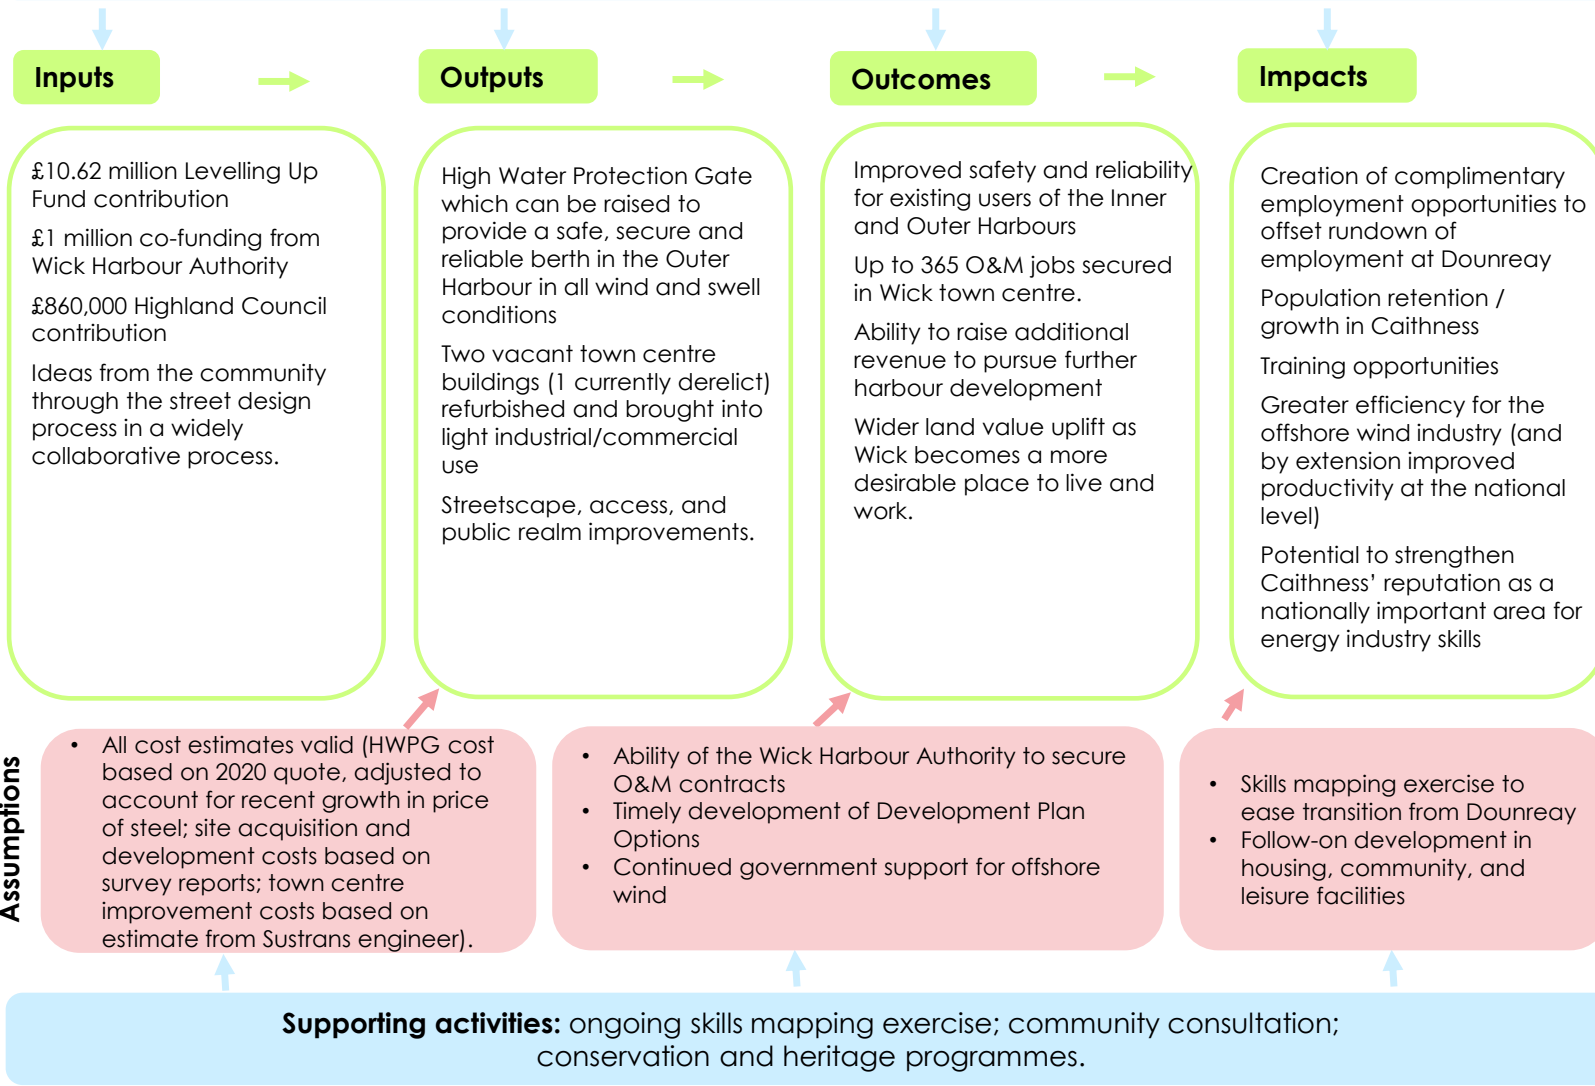 Inputs
Outputs
Outcomes
Impacts
£10.62 million Levelling Up
Fund contribution
£1 million co-funding from
Wick Harbour Authority
£860,000 Highland Council
contribution
Ideas from the community
through the street design
process in a widely
collaborative process.
High Water Protection Gate
which can be raised to
provide a safe, secure and
reliable berth in the Outer
Harbour in all wind and swell
conditions
Two vacant town centre
buildings (1 currently derelict)
refurbished and brought into
light industrial/commercial
use
Streetscape, access, and
public realm improvements.
Improved safety and reliability
for existing users of the Inner
and Outer Harbours
Up to 365 O&M jobs secured
in Wick town centre.
Ability to raise additional
revenue to pursue further
harbour development
Wider land value uplift as
Wick becomes a more
desirable place to live and
work.
Creation of complimentary
employment opportunities to
offset rundown of
employment at Dounreay
Population retention /
growth in Caithness
Training opportunities
Greater efficiency for the
offshore wind industry (and
by extension improved
productivity at the national
level)
Potential to strengthen
Caithness’ reputation as a
nationally important area for
energy industry skills
Assumptions
• All cost estimates valid (HWPG cost
based on 2020 quote, adjusted to
account for recent growth in price
of steel; site acquisition and
development costs based on
survey reports; town centre
improvement costs based on
estimate from Sustrans engineer).
• Ability of the Wick Harbour Authority to secure
O&M contracts
• Timely development of Development Plan
Options
• Continued government support for offshore
wind
• Skills mapping exercise to
ease transition from Dounreay
• Follow-on development in
housing, community, and
leisure facilities
Supporting activities: ongoing skills mapping exercise; community consultation;
conservation and heritage programmes.